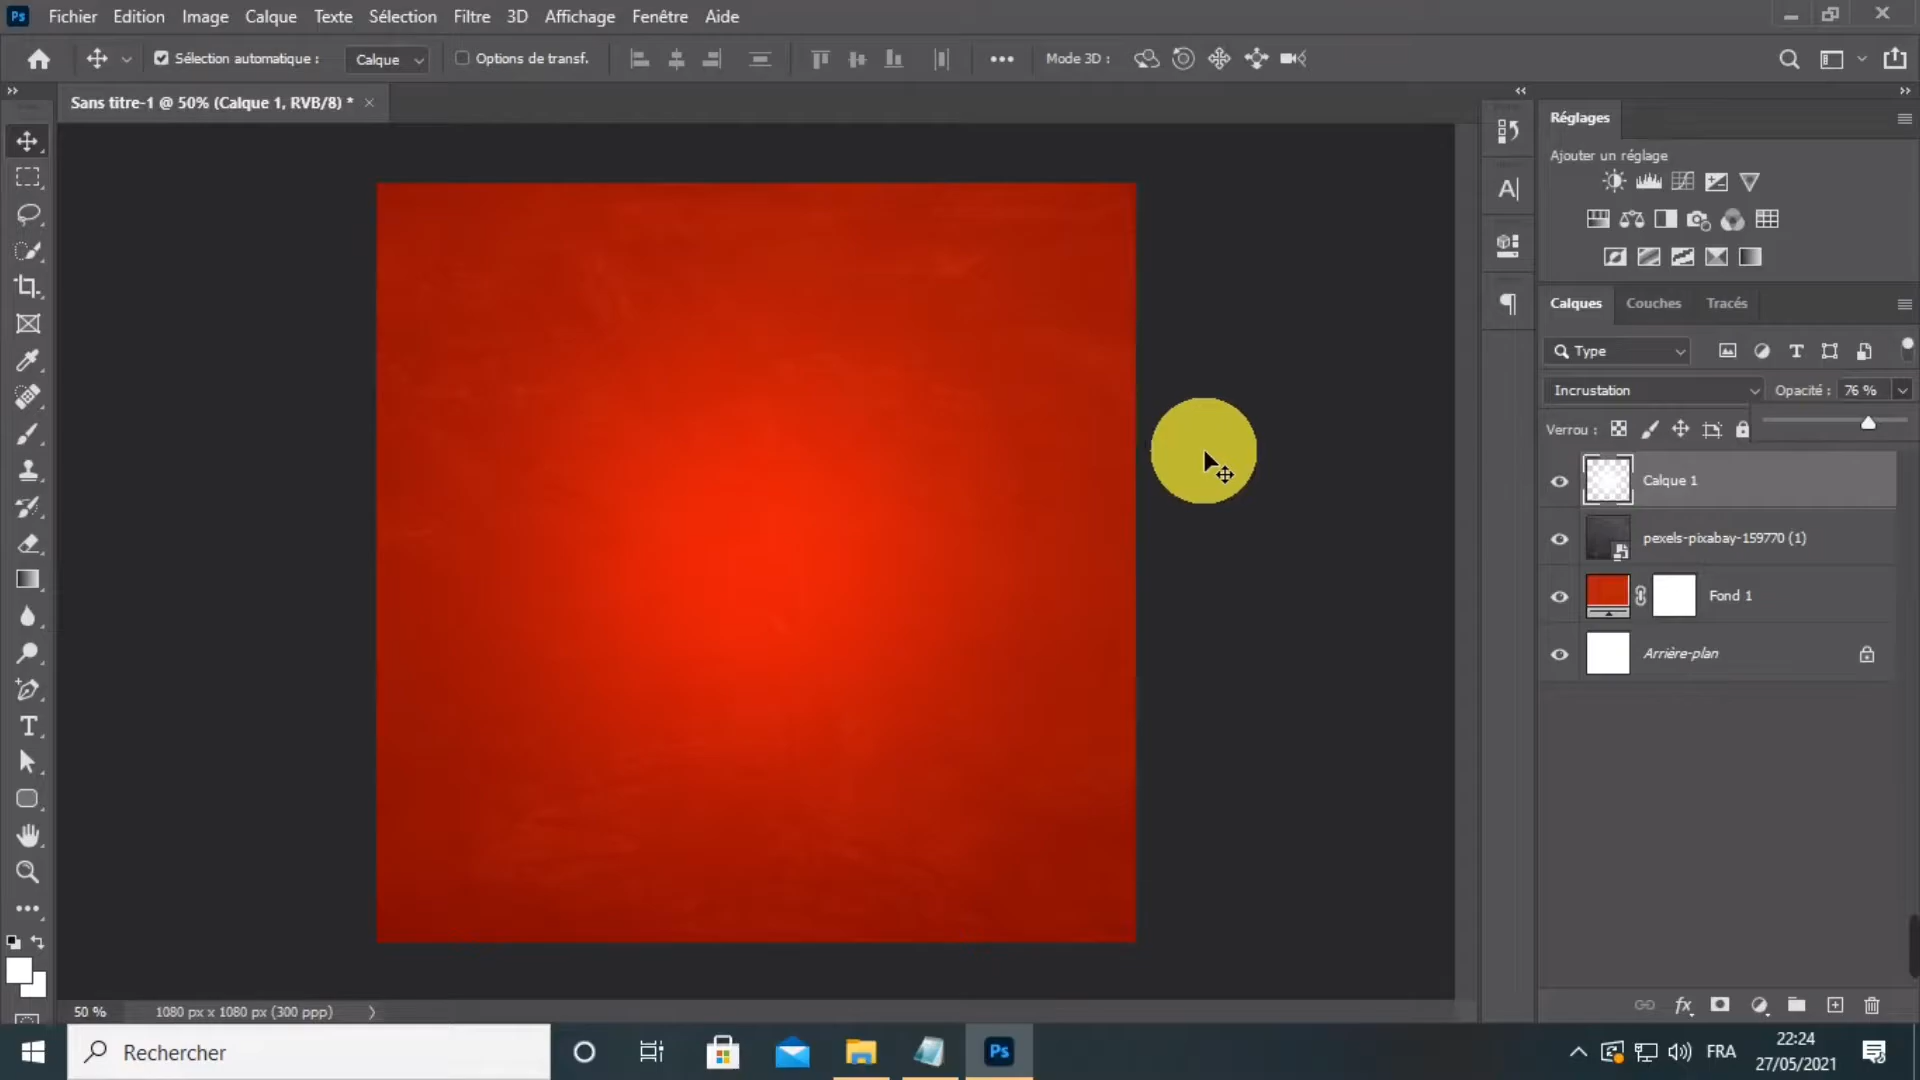 Ps Fichier Edition Image Calque Texte Sélection Filtre 3D Affichage Fenêtre Aide
Sélection automatique : Calque Options de transf. Mode 3D :
Sans titre-1 @ 50% (Calque 1, RVB/8) *
Réglages
Ajouter un réglage
Calques Couches Tracés
Type
Incrustation Opacité : 76 %
Verrou :
Calque 1
pexels-pixabay-159770 (1)
Fond 1
Arrière-plan
50 % 1080 px x 1080 px (300 ppp)
Rechercher
Ps
FRA
22:24
27/05/2021